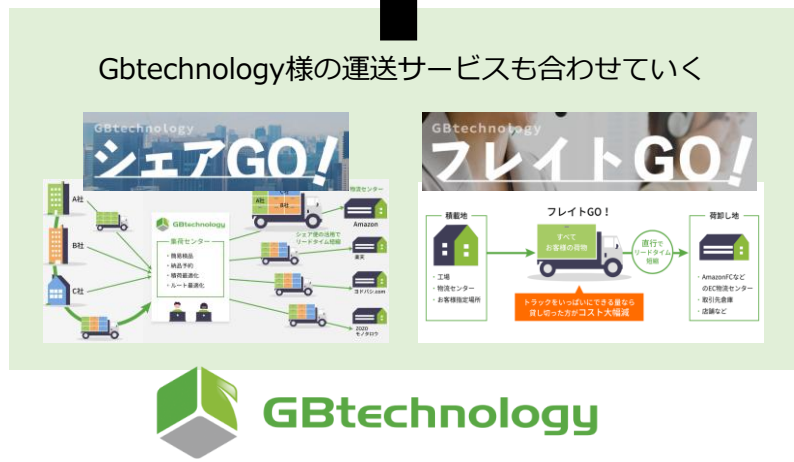 Gbtechnology様の運送サービスも合わせていく
GBtechnology
シェアGO!
A社
B社
C社
GBtechnology
集荷センター
・簡易検品
・納品予約
・積荷最適化
・ルート最適化
A社
B社
シェア便の活用で
リードタイム短縮
物流センター
Amazon
楽天
ヨドバシ.com
ZOZO
モノタロウ
GBtechnology
フレイトGO!
積載地
・工場
・物流センター
・お客様指定場所
フレイトGO!
すべて
お客様の荷物
トラックをいっぱいにできる量なら
貸し切った方がコスト大幅減
直行で
リードタイム
短縮
荷卸し地
・AmazonFCなど
のEC物流センター
・取引先倉庫
・店舗など
GBtechnology